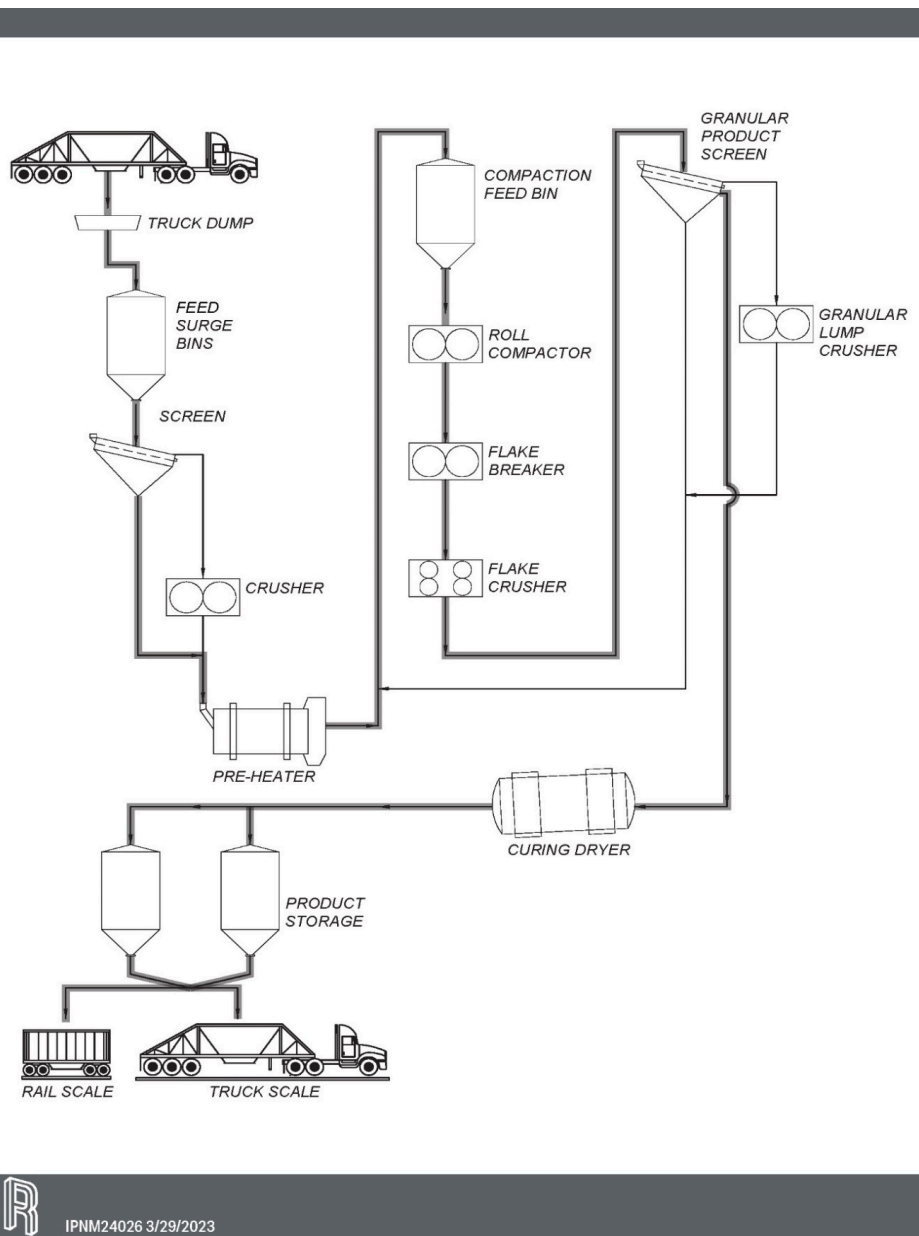 GRANULAR
PRODUCT
SCREEN
COMPACTION
FEED BIN
TRUCK DUMP
FEED
SURGE
BINS
GRANULAR
LUMP
CRUSHER
ROLL
COMPACTOR
SCREEN
FLAKE
BREAKER
FLAKE
CRUSHER
CRUSHER
PRE-HEATER
CURING DRYER
PRODUCT
STORAGE
RAIL SCALE
TRUCK SCALE
R
IPNM24026 3/29/2023